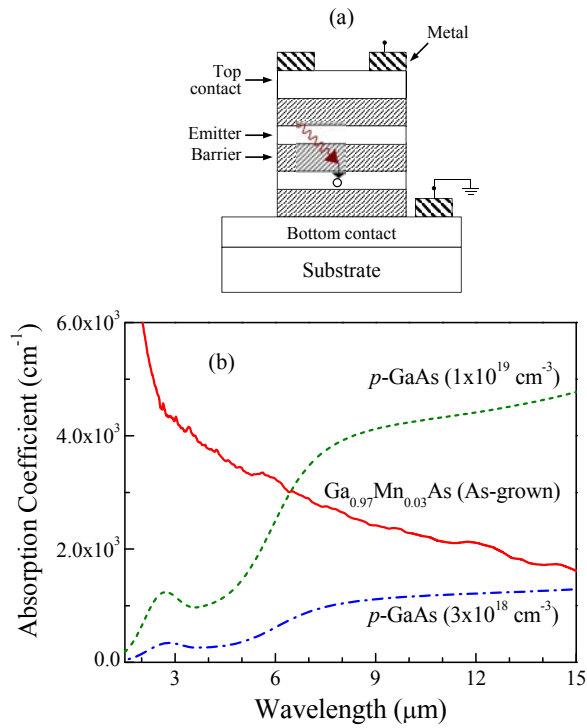 (a)
Metal
Top
contact
Emitter
Barrier
Bottom contact
Substrate
6.0x10³
4.0x10³
2.0x10³
0.0
Absorption Coefficient (cm⁻¹)
(b)
p-GaAs (1x10¹⁹ cm⁻³)
Ga₀.₉₇Mn₀.₀₃As (As-grown)
p-GaAs (3x10¹⁸ cm⁻³)
3 6 9 12 15
Wavelength (μm)